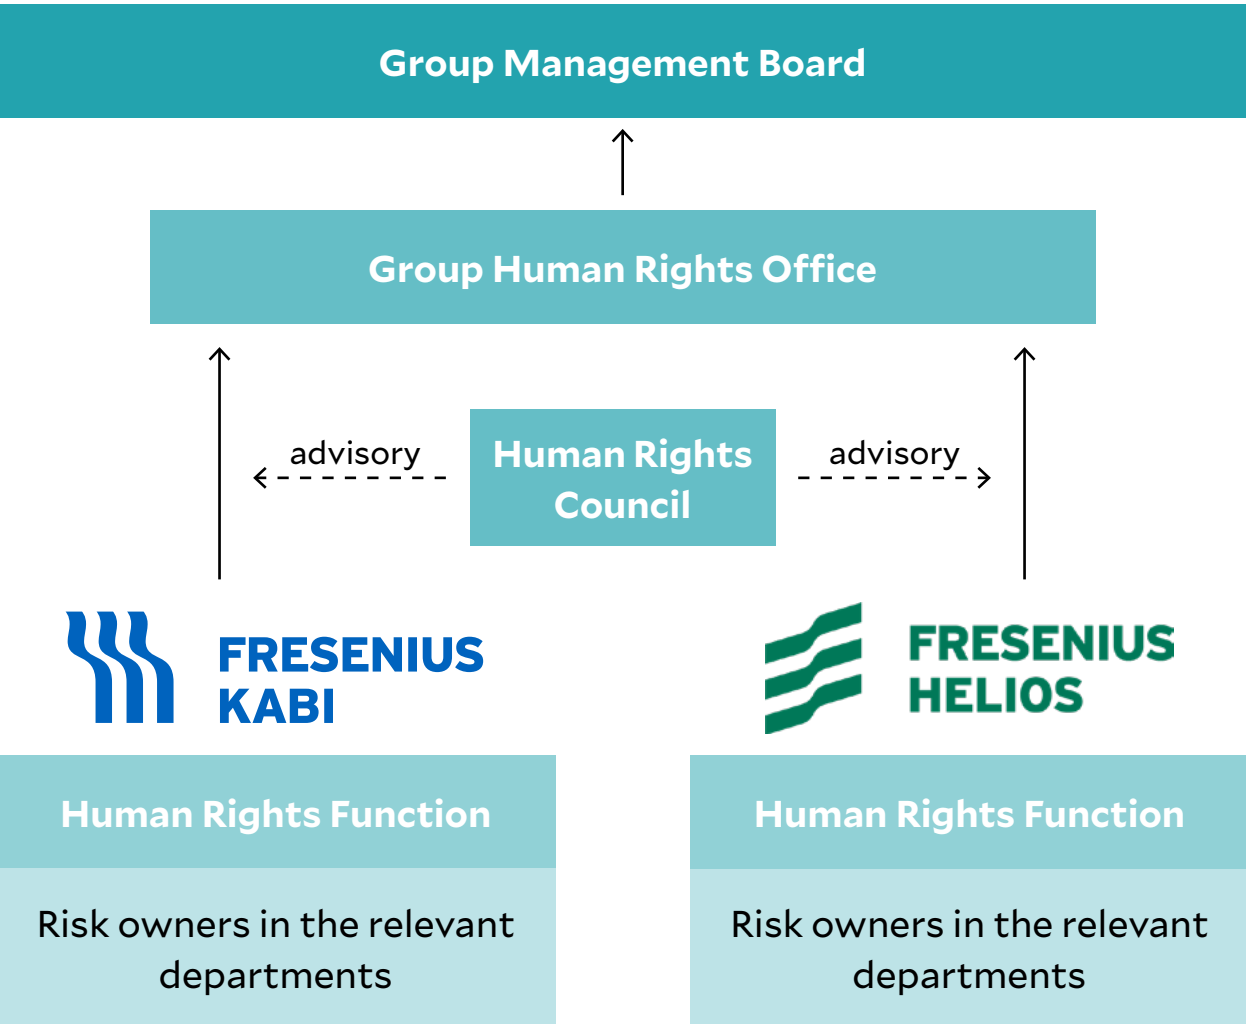 Group Management Board
Group Human Rights Office
advisory
Human Rights
Council
advisory
FRESENIUS
KABI
FRESENIUS
HELIOS
Human Rights Function
Risk owners in the relevant
departments
Human Rights Function
Risk owners in the relevant
departments